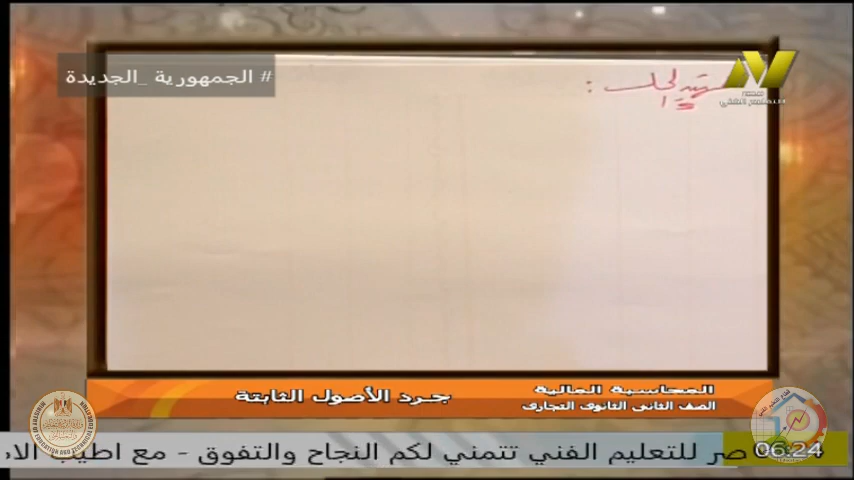 # الجمهورية _الجديدة
الحل :
المحاسبة المالية
الصف الثانى الثانوى التجارى
جرد الأصول الثابتة
صر للتعليم الفني تتمني لكم النجاح والتفوق - مع اطيب الام
06:24